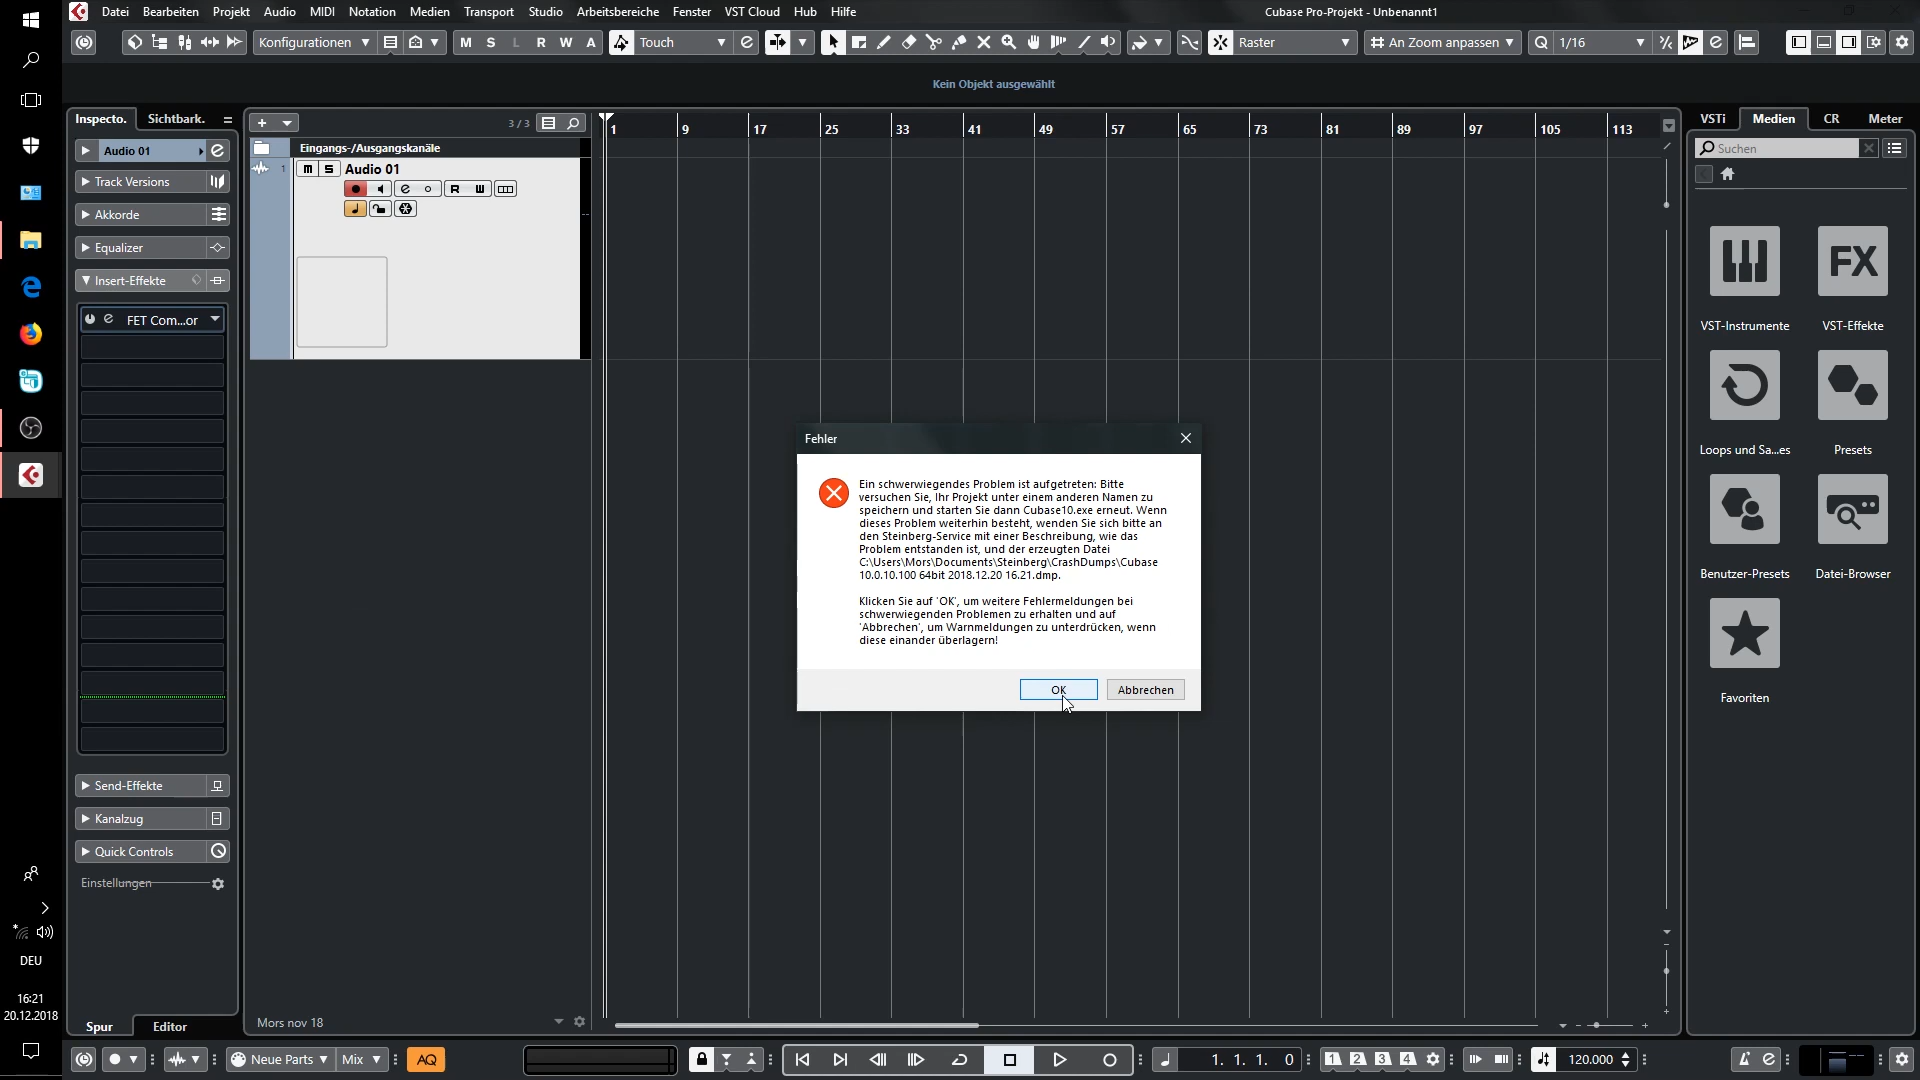 Datei Bearbeiten Projekt Audio MIDI Notation Medien Transport Studio Arbeitsbereiche Fenster VST Cloud Hub Hilfe
Cubase Pro-Projekt - Unbenannt1
Konfigurationen
M S L R W A
Touch
Raster
An Zoom anpassen
Q 1/16
Kein Objekt ausgewählt
Inspecto. Sichtbark.
3 / 3
1 9 17 25 33 41 49 57 65 73 81 89 97 105 113
VSTi Medien CR Meter
Audio 01
Eingangs-/Ausgangskanäle
Suchen
1 m S Audio 01
R W
Track Versions
Akkorde
Equalizer
Insert-Effekte
FET Com...or
FX
VST-Instrumente VST-Effekte
Loops und Sa...es Presets
Benutzer-Presets Datei-Browser
Favoriten
Fehler
Ein schwerwiegendes Problem ist aufgetreten: Bitte
versuchen Sie, Ihr Projekt unter einem anderen Namen zu
speichern und starten Sie dann Cubase10.exe erneut. Wenn
dieses Problem weiterhin besteht, wenden Sie sich bitte an
den Steinberg-Service mit einer Beschreibung, wie das
Problem entstanden ist, und der erzeugten Datei
C:\Users\Mors\Documents\Steinberg\CrashDumps\Cubase
10.0.10.100 64bit 2018.12.20 16.21.dmp.
Klicken Sie auf 'OK', um weitere Fehlermeldungen bei
schwerwiegenden Problemen zu erhalten und auf
'Abbrechen', um Warnmeldungen zu unterdrücken, wenn
diese einander überlagern!
OK Abbrechen
Send-Effekte
Kanalzug
Quick Controls
Einstellungen
DEU
16:21
20.12.2018
Spur Editor
Mors nov 18
Neue Parts Mix
AQ
1. 1. 1. 0
1 2 3 4
120.000